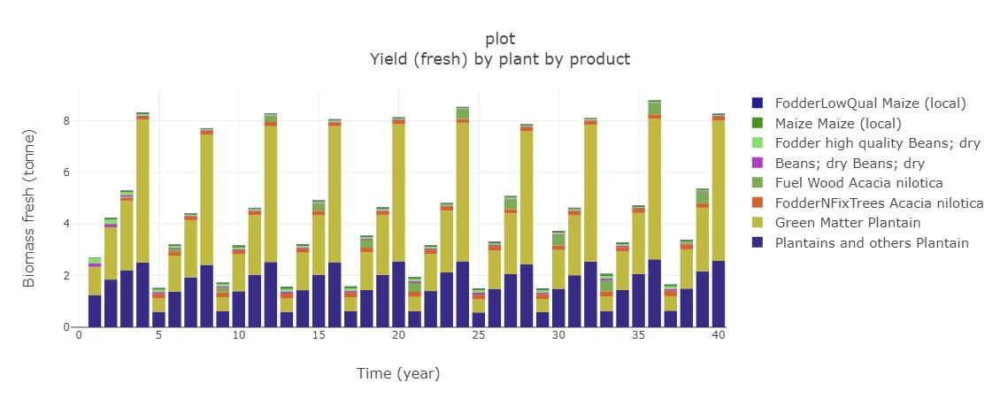 plot
Yield (fresh) by plant by product
Biomass fresh (tonne)
8
6
4
2
0
0 5 10 15 20 25 30 35 40
Time (year)
FodderLowQual Maize (local)
Maize Maize (local)
Fodder high quality Beans; dry
Beans; dry Beans; dry
Fuel Wood Acacia nilotica
FodderNFixTrees Acacia nilotica
Green Matter Plantain
Plantains and others Plantain